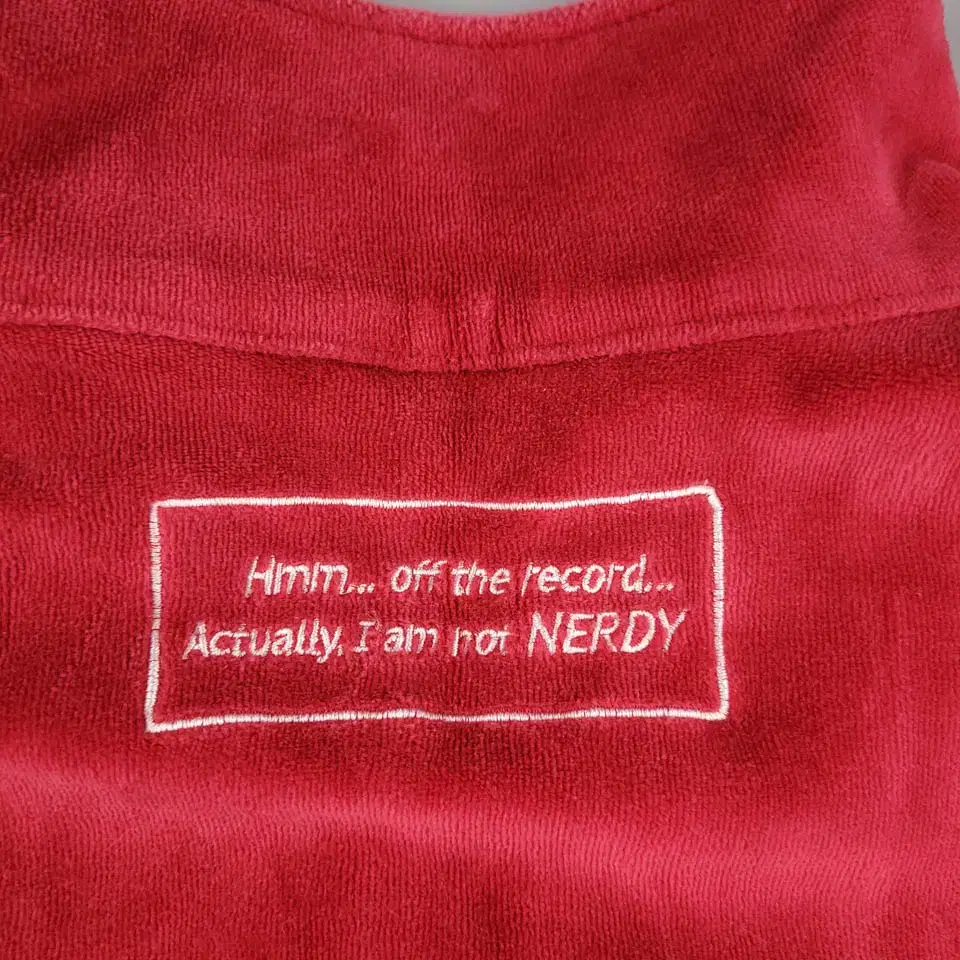 Hmm... off the record...
Actually, I am not NERDY